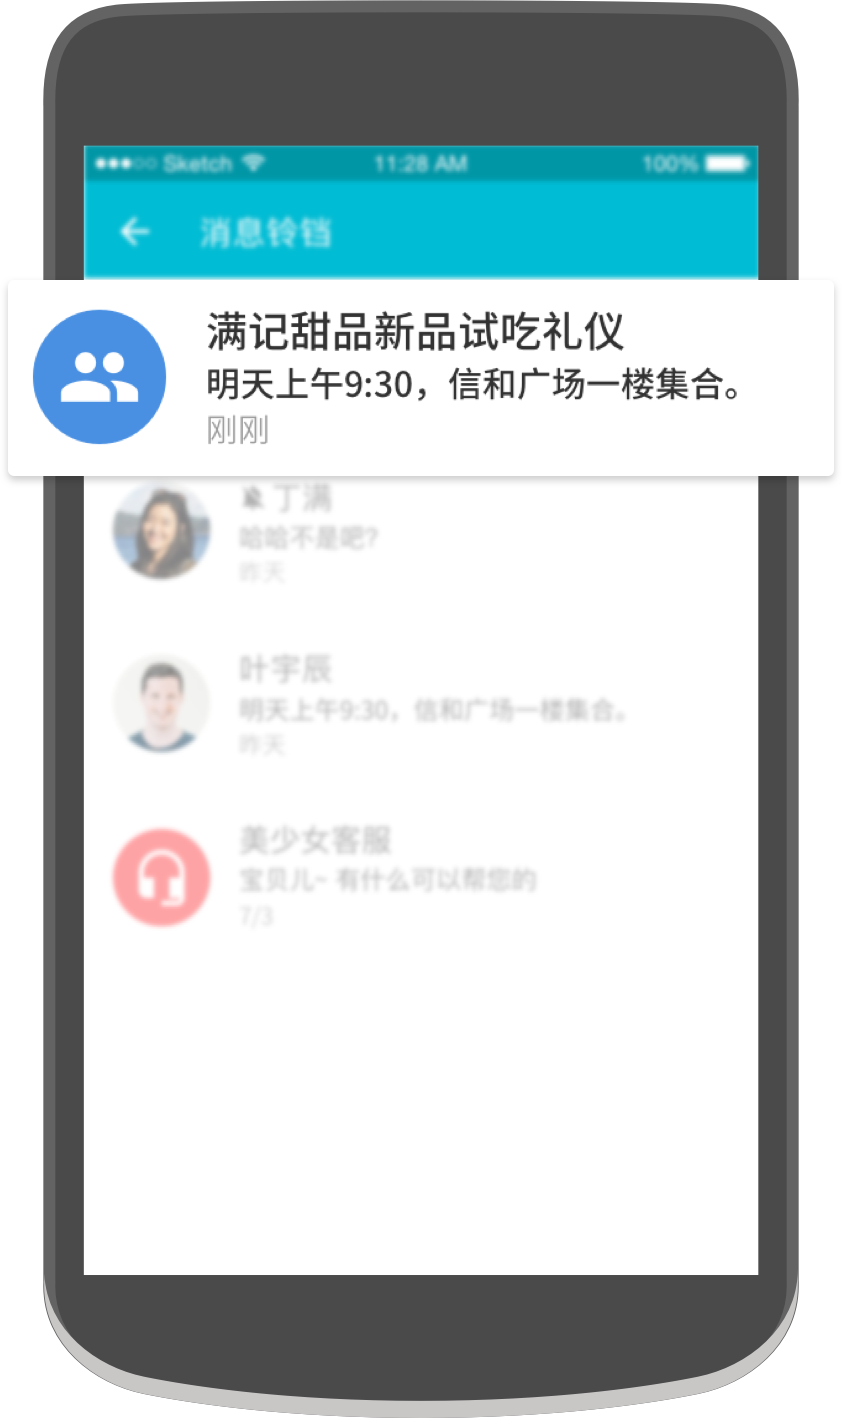 Sketch 11:28 AM 100%
消息铃铛
满记甜品新品试吃礼仪
明天上午9:30，信和广场一楼集合。
刚刚
丁满
哈哈不是吧？
昨天
叶宇辰
明天上午9:30，信和广场一楼集合。
昨天
美少女客服
宝贝儿~ 有什么可以帮您的
7/3